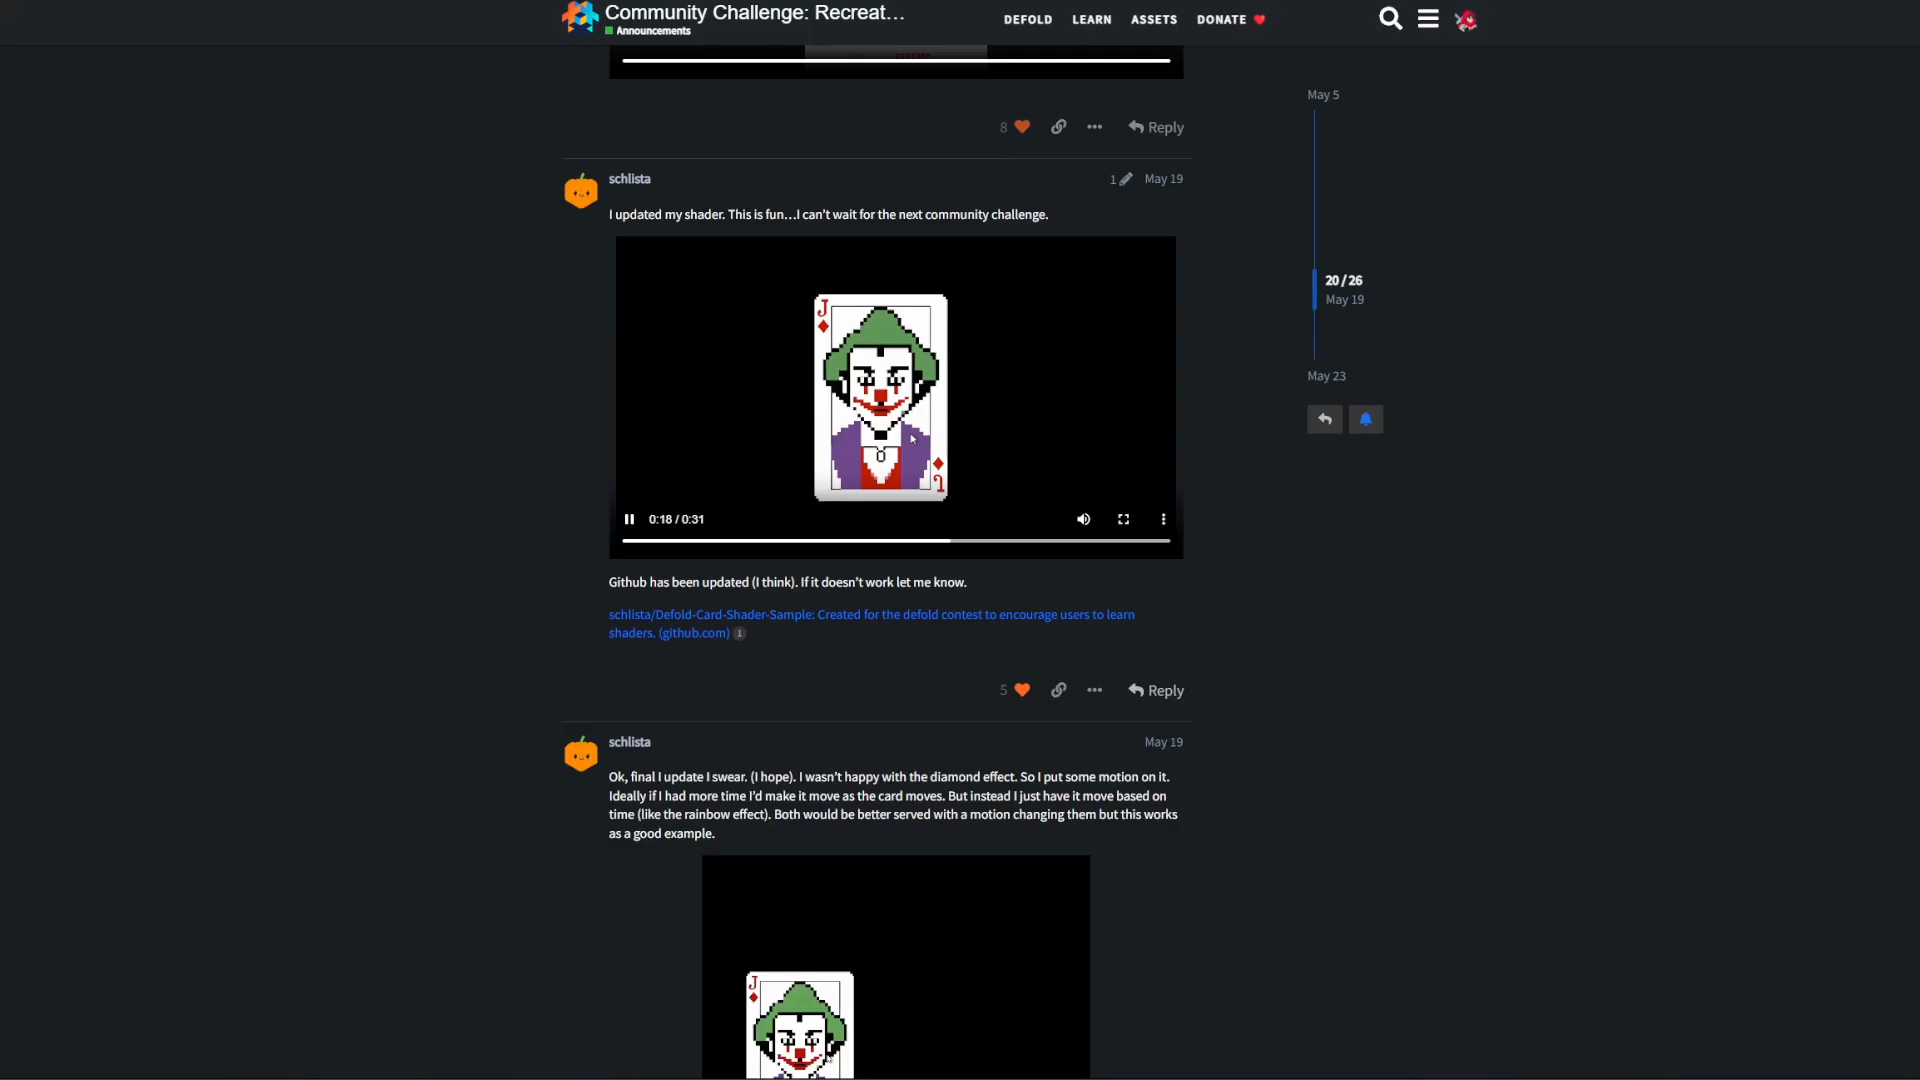 Community Challenge: Recreat…
Announcements
DEFOLD
LEARN
ASSETS
DONATE
May 5
8
Reply
schlista
1
May 19
I updated my shader. This is fun…I can't wait for the next community challenge.
20 / 26
May 19
J
J
May 23
0:18 / 0:31
Github has been updated (I think). If it doesn't work let me know.
schlista/Defold-Card-Shader-Sample: Created for the defold contest to encourage users to learn
shaders. (github.com) 1
5
Reply
schlista
May 19
Ok, final I update I swear. (I hope). I wasn't happy with the diamond effect. So I put some motion on it.
Ideally if I had more time I'd make it move as the card moves. But instead I just have it move based on
time (like the rainbow effect). Both would be better served with a motion changing them but this works
as a good example.
J